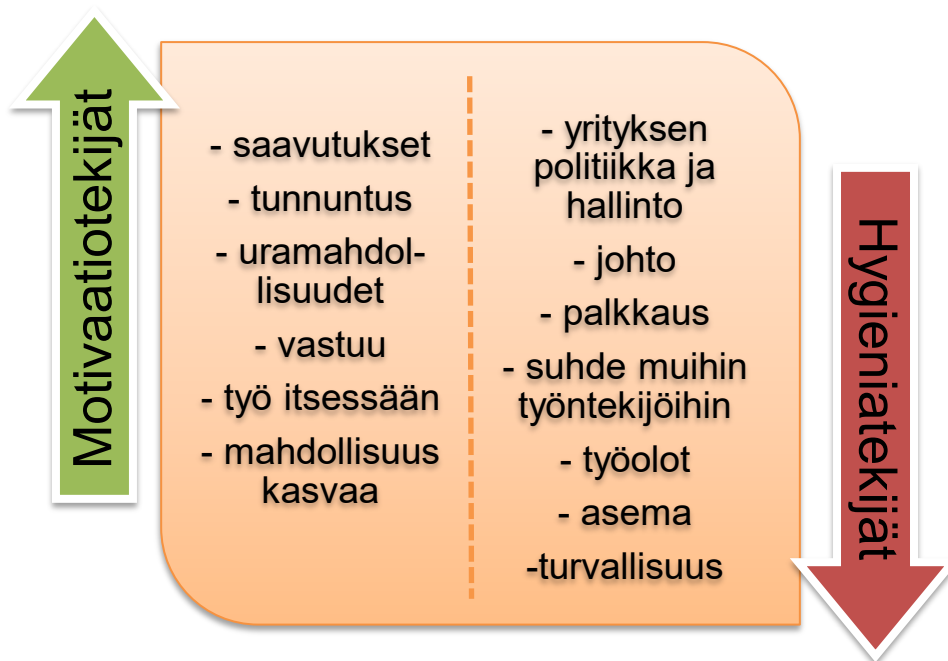 Motivaatiotekijät
- saavutukset
- tunnuntus
- uramahdol-
lisuudet
- vastuu
- työ itsessään
- mahdollisuus
kasvaa
- yrityksen
politiikka ja
hallinto
- johto
- palkkaus
- suhde muihin
työntekijöihin
- työolot
- asema
-turvallisuus
Hygieniatekijät